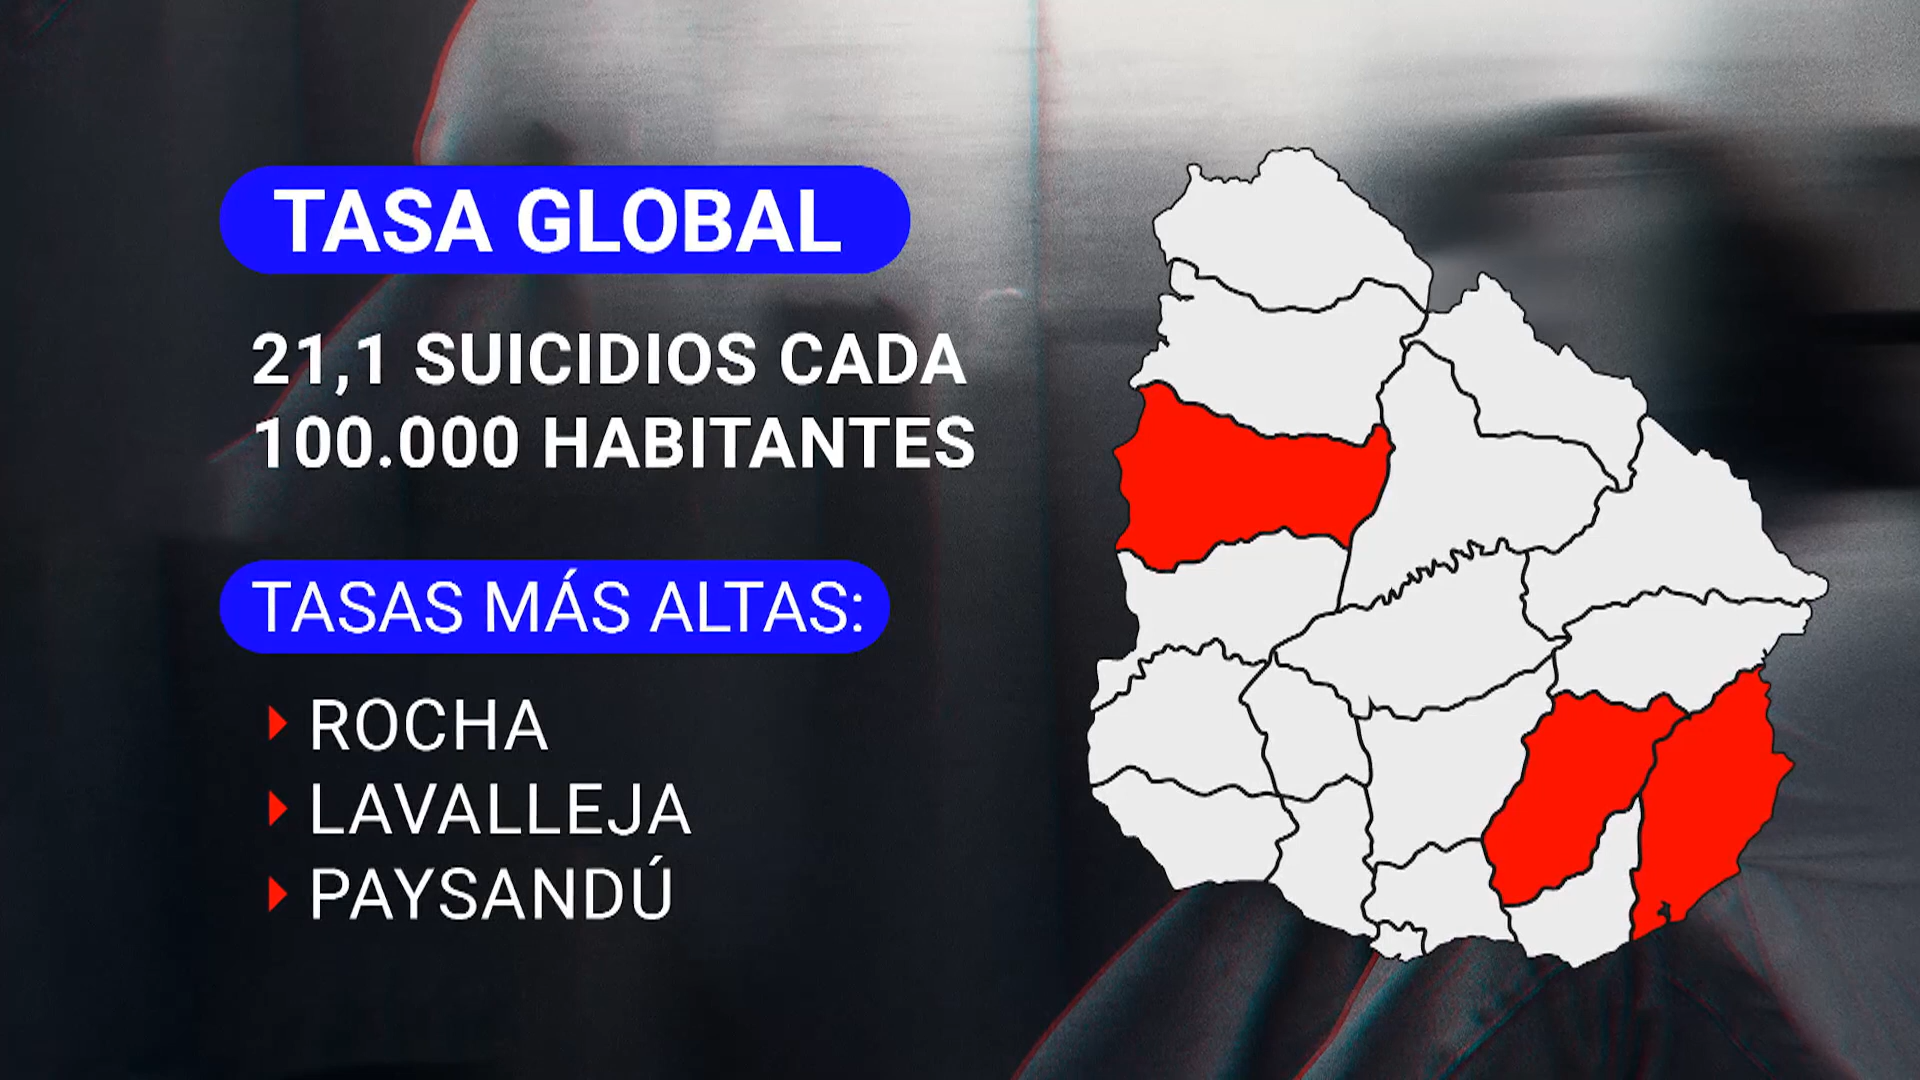 TASA GLOBAL
21,1 SUICIDIOS CADA
100.000 HABITANTES
TASAS MÁS ALTAS:
ROCHA
LAVALLEJA
PAYSANDÚ